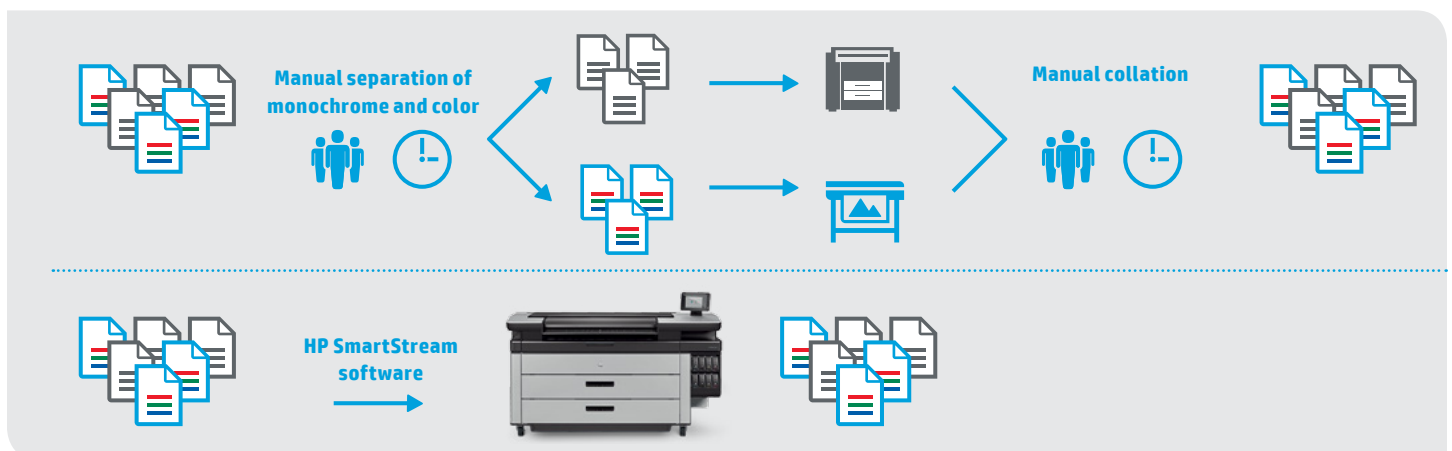 Manual separation of
monochrome and color
Manual collation
HP SmartStream
software